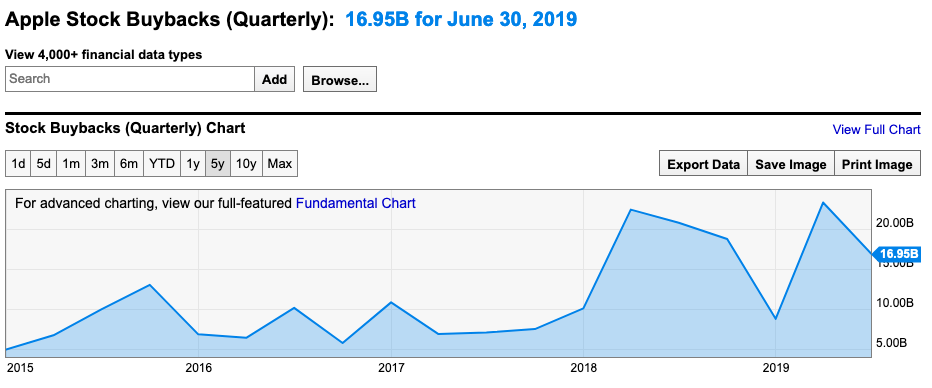 Apple Stock Buybacks (Quarterly): 16.95B for June 30, 2019
View 4,000+ financial data types
Search Add Browse...
Stock Buybacks (Quarterly) Chart View Full Chart
1d 5d 1m 3m 6m YTD 1y 5y 10y Max Export Data Save Image Print Image
For advanced charting, view our full-featured Fundamental Chart
20.00B
16.95B
15.00B
10.00B
5.00B
2015 2016 2017 2018 2019